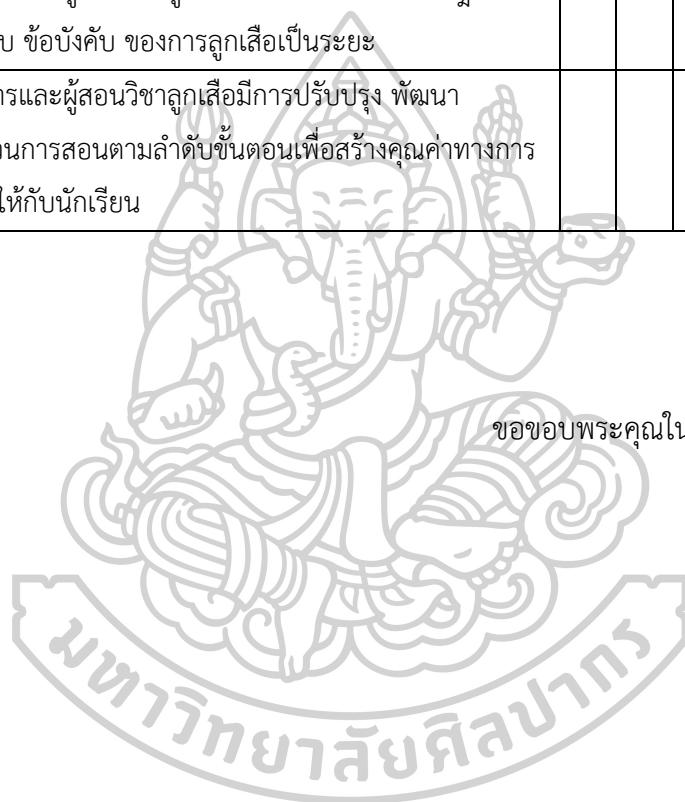 บ ข้อบังคับ ของการลูกเสือเป็นระยะ
ารและผู้สอนวิชาลูกเสือมีการปรับปรุง พัฒนา
วนการสอนตามลำดับขั้นตอนเพื่อสร้างคุณค่าทางการ
ให้กับนักเรียน
ขอขอบพระคุณใน
มหาวิทยาลัยศิลปากร